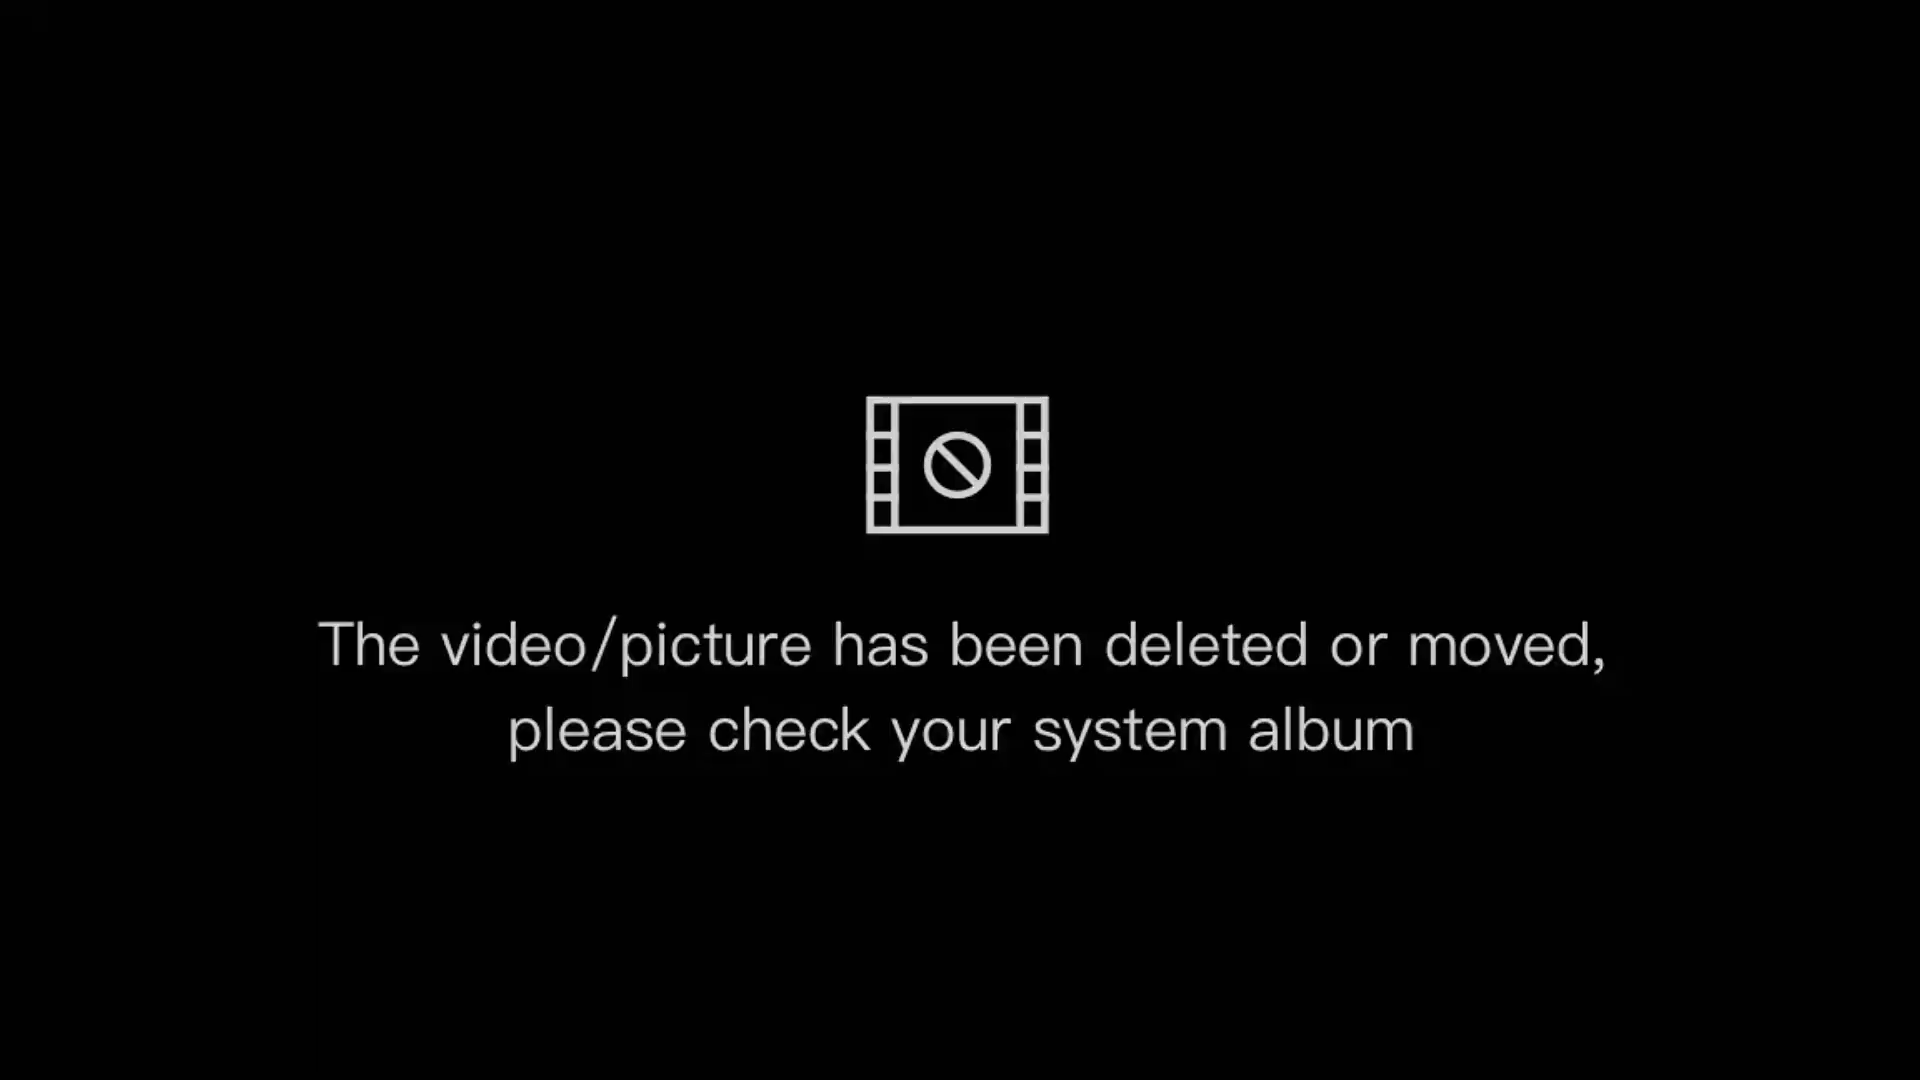 The video/picture has been deleted or moved,
please check your system album